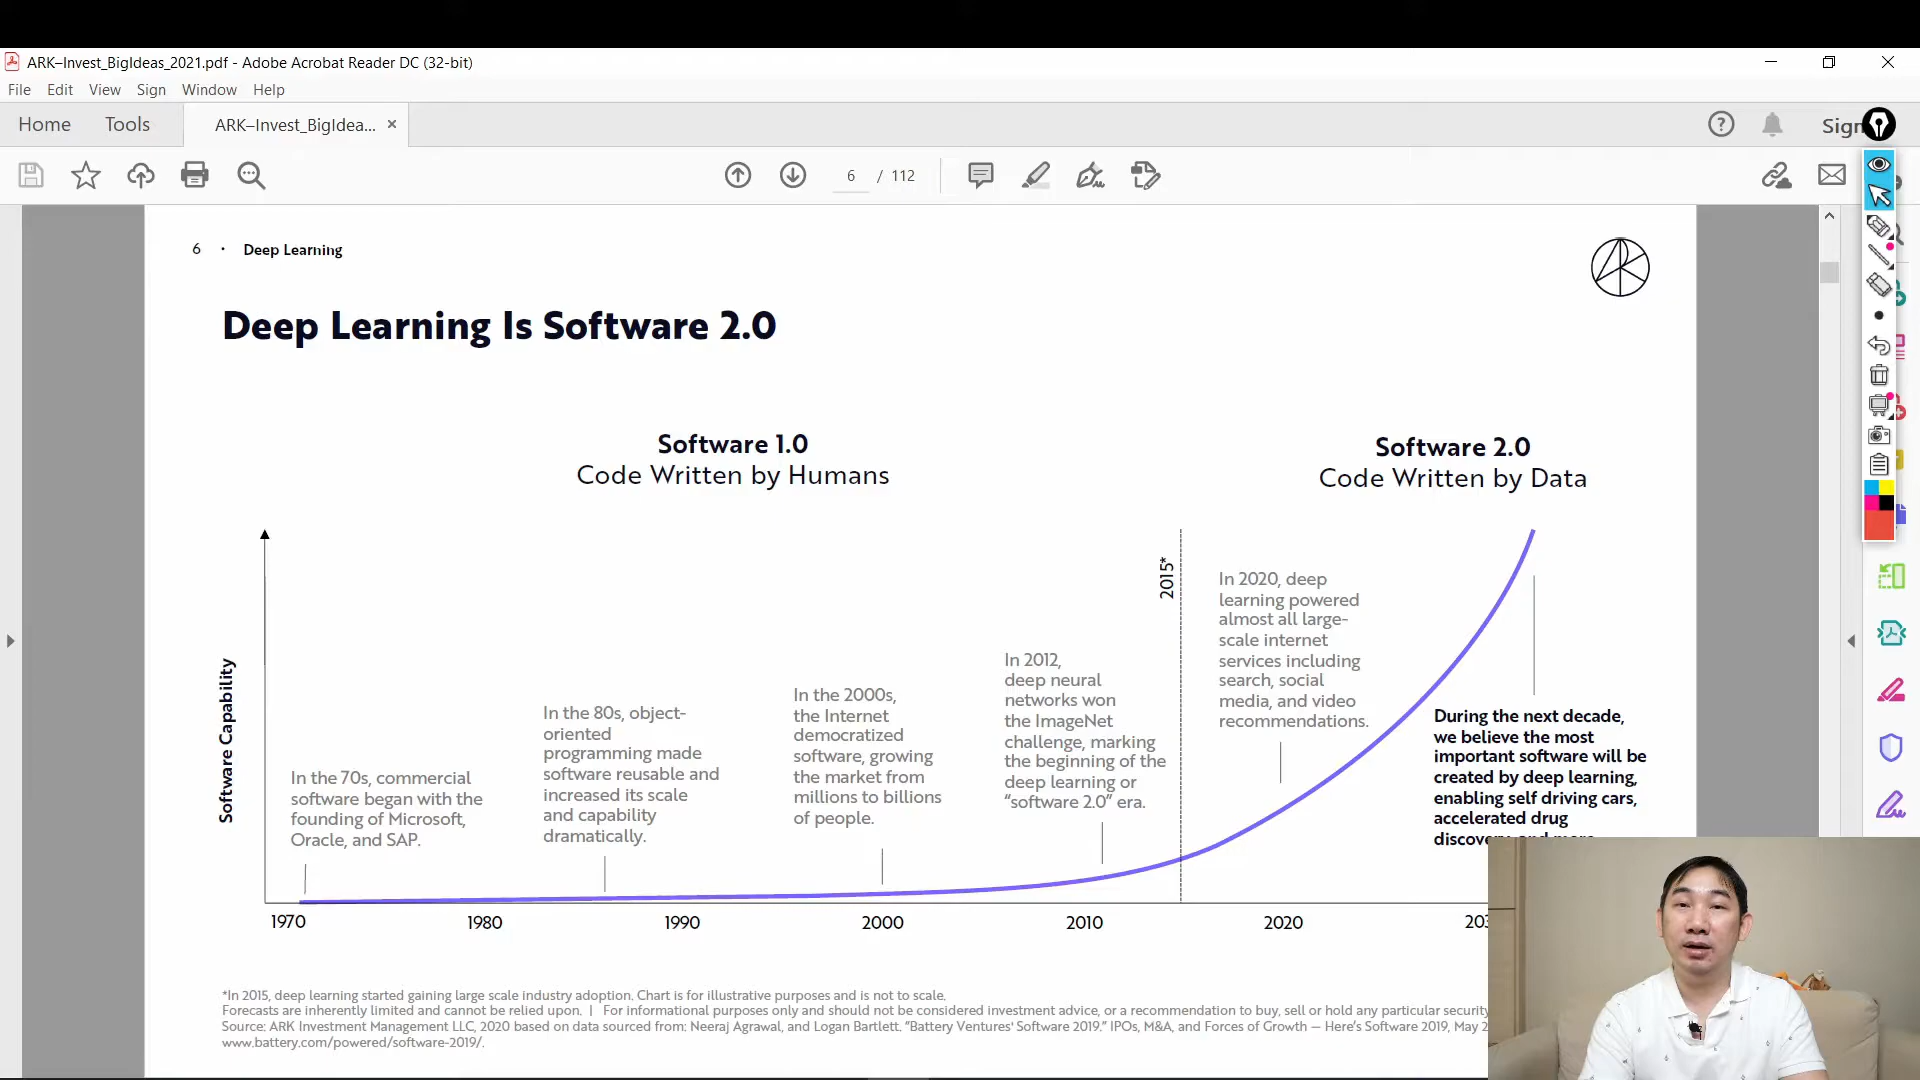 ARK–Invest_BigIdeas_2021.pdf - Adobe Acrobat Reader DC (32-bit)
File Edit View Sign Window Help
Home Tools ARK–Invest_BigIdea... × Sign
6 / 112
6 · Deep Learning
Deep Learning Is Software 2.0
Software 1.0
Code Written by Humans
Software 2.0
Code Written by Data
Software Capability
In the 70s, commercial
software began with the
founding of Microsoft,
Oracle, and SAP.
In the 80s, object-
oriented
programming made
software reusable and
increased its scale
and capability
dramatically.
In the 2000s,
the Internet
democratized
software, growing
the market from
millions to billions
of people.
In 2012,
deep neural
networks won
the ImageNet
challenge, marking
the beginning of the
deep learning or
“software 2.0” era.
2015*
In 2020, deep
learning powered
almost all large-
scale internet
services including
search, social
media, and video
recommendations.
During the next decade,
we believe the most
important software will be
created by deep learning,
enabling self driving cars,
accelerated drug
discovery, and more.
1970 1980 1990 2000 2010 2020
*In 2015, deep learning started gaining large scale industry adoption. Chart is for illustrative purposes and is not to scale.
Forecasts are inherently limited and cannot be relied upon. | For informational purposes only and should not be considered investment advice, or a recommendation to buy, sell or hold any particular security
Source: ARK Investment Management LLC, 2020 based on data sourced from: Neeraj Agrawal, and Logan Bartlett. “Battery Ventures' Software 2019.” IPOs, M&A, and Forces of Growth — Here's Software 2019, May 2
www.battery.com/powered/software-2019/.